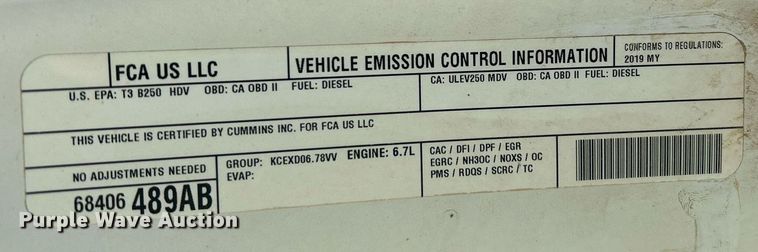 FCA US LLC
VEHICLE EMISSION CONTROL INFORMATION
CONFORMS TO REGULATIONS:
2019 MY
U.S. EPA: T3 B250 HDV OBD: CA OBD II FUEL: DIESEL
CA: ULEV250 MDV OBD: CA OBD II FUEL: DIESEL
THIS VEHICLE IS CERTIFIED BY CUMMINS INC. FOR FCA US LLC
NO ADJUSTMENTS NEEDED
68406 489AB
GROUP: KCEXD06.78VV ENGINE: 6.7L
EVAP:
CAC / DFI / DPF / EGR
EGRC / NH3OC / NOXS / OC
PMS / RDQS / SCRC / TC
Purple Wave Auction